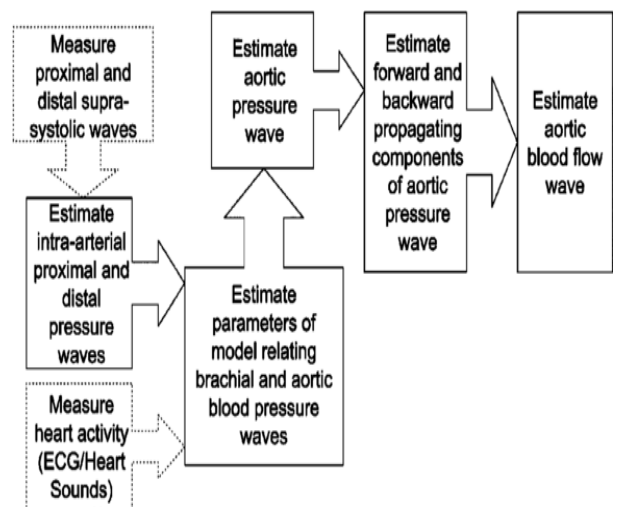 Measure
proximal and
distal supra-
systolic waves
Estimate
intra-arterial
proximal and
distal
pressure
waves
Measure
heart activity
(ECG/Heart
Sounds)
Estimate
parameters of
model relating
brachial and aortic
blood pressure
waves
Estimate
aortic
pressure
wave
Estimate
forward and
backward
propagating
components
of aortic
pressure
wave
Estimate
aortic
blood flow
wave